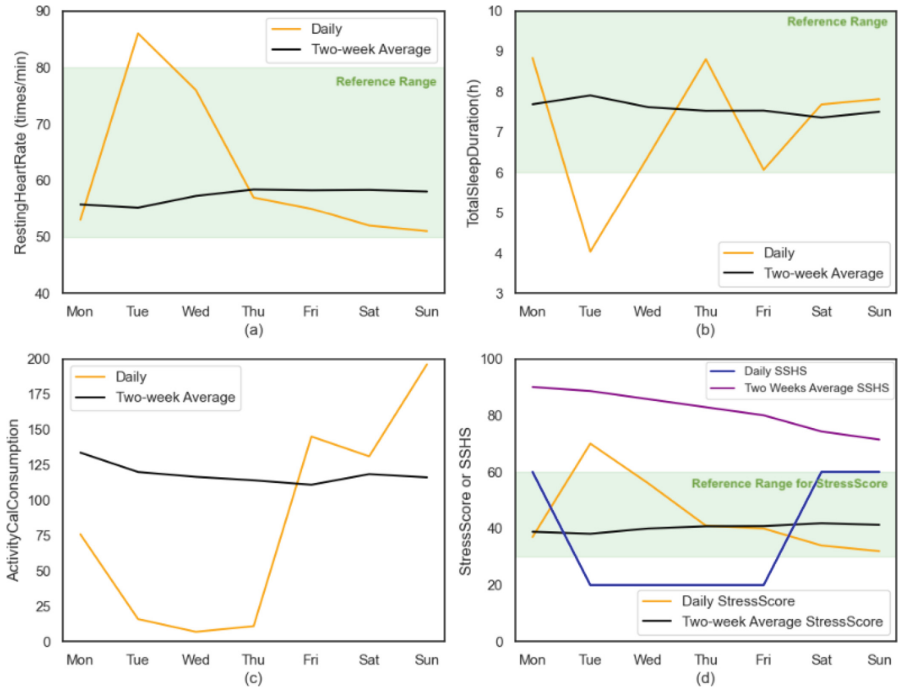 90
80
70
60
50
40
RestingHeartRate (times/min)
Daily
Two-week Average
Reference Range
Mon Tue Wed Thu Fri Sat Sun
(a)
10
9
8
7
6
5
4
3
TotalSleepDuration(h)
Reference Range
Daily
Two-week Average
Mon Tue Wed Thu Fri Sat Sun
(b)
200
175
150
125
100
75
50
25
0
ActivityCalConsumption
Daily
Two-week Average
Mon Tue Wed Thu Fri Sat Sun
(c)
100
80
60
40
20
0
StressScore or SSHS
Daily SSHS
Two Weeks Average SSHS
Reference Range for StressScore
Daily StressScore
Two-week Average StressScore
Mon Tue Wed Thu Fri Sat Sun
(d)